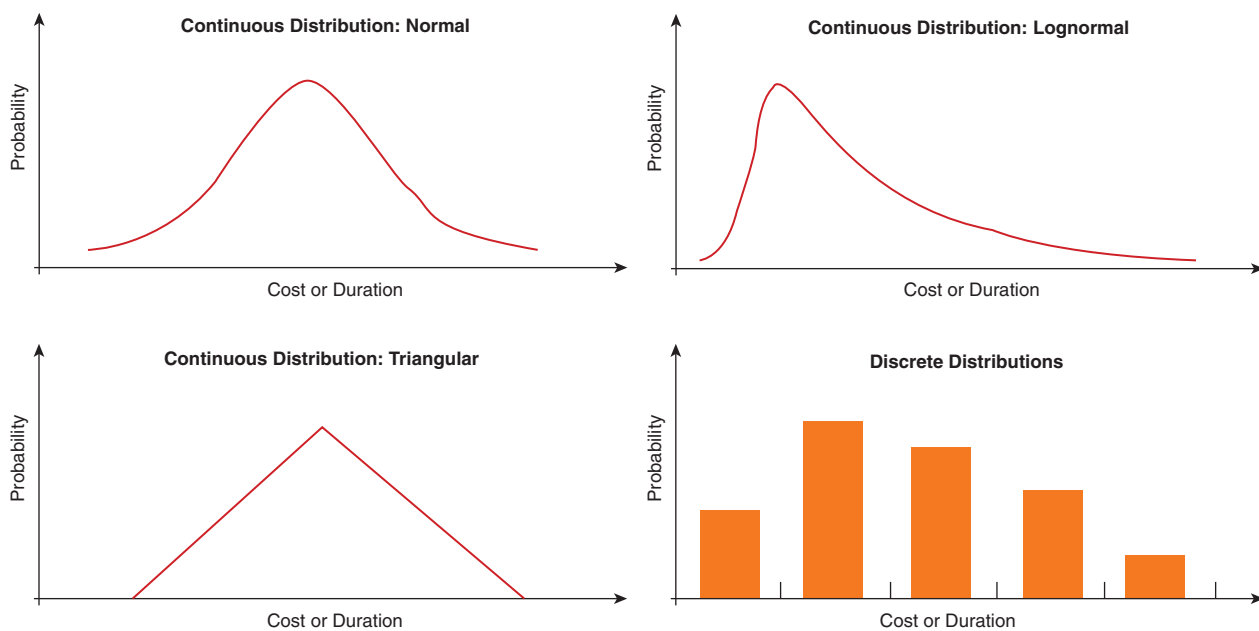 Continuous Distribution: Normal
Probability
Cost or Duration
Continuous Distribution: Lognormal
Probability
Cost or Duration
Continuous Distribution: Triangular
Probability
Cost or Duration
Discrete Distributions
Probability
Cost or Duration